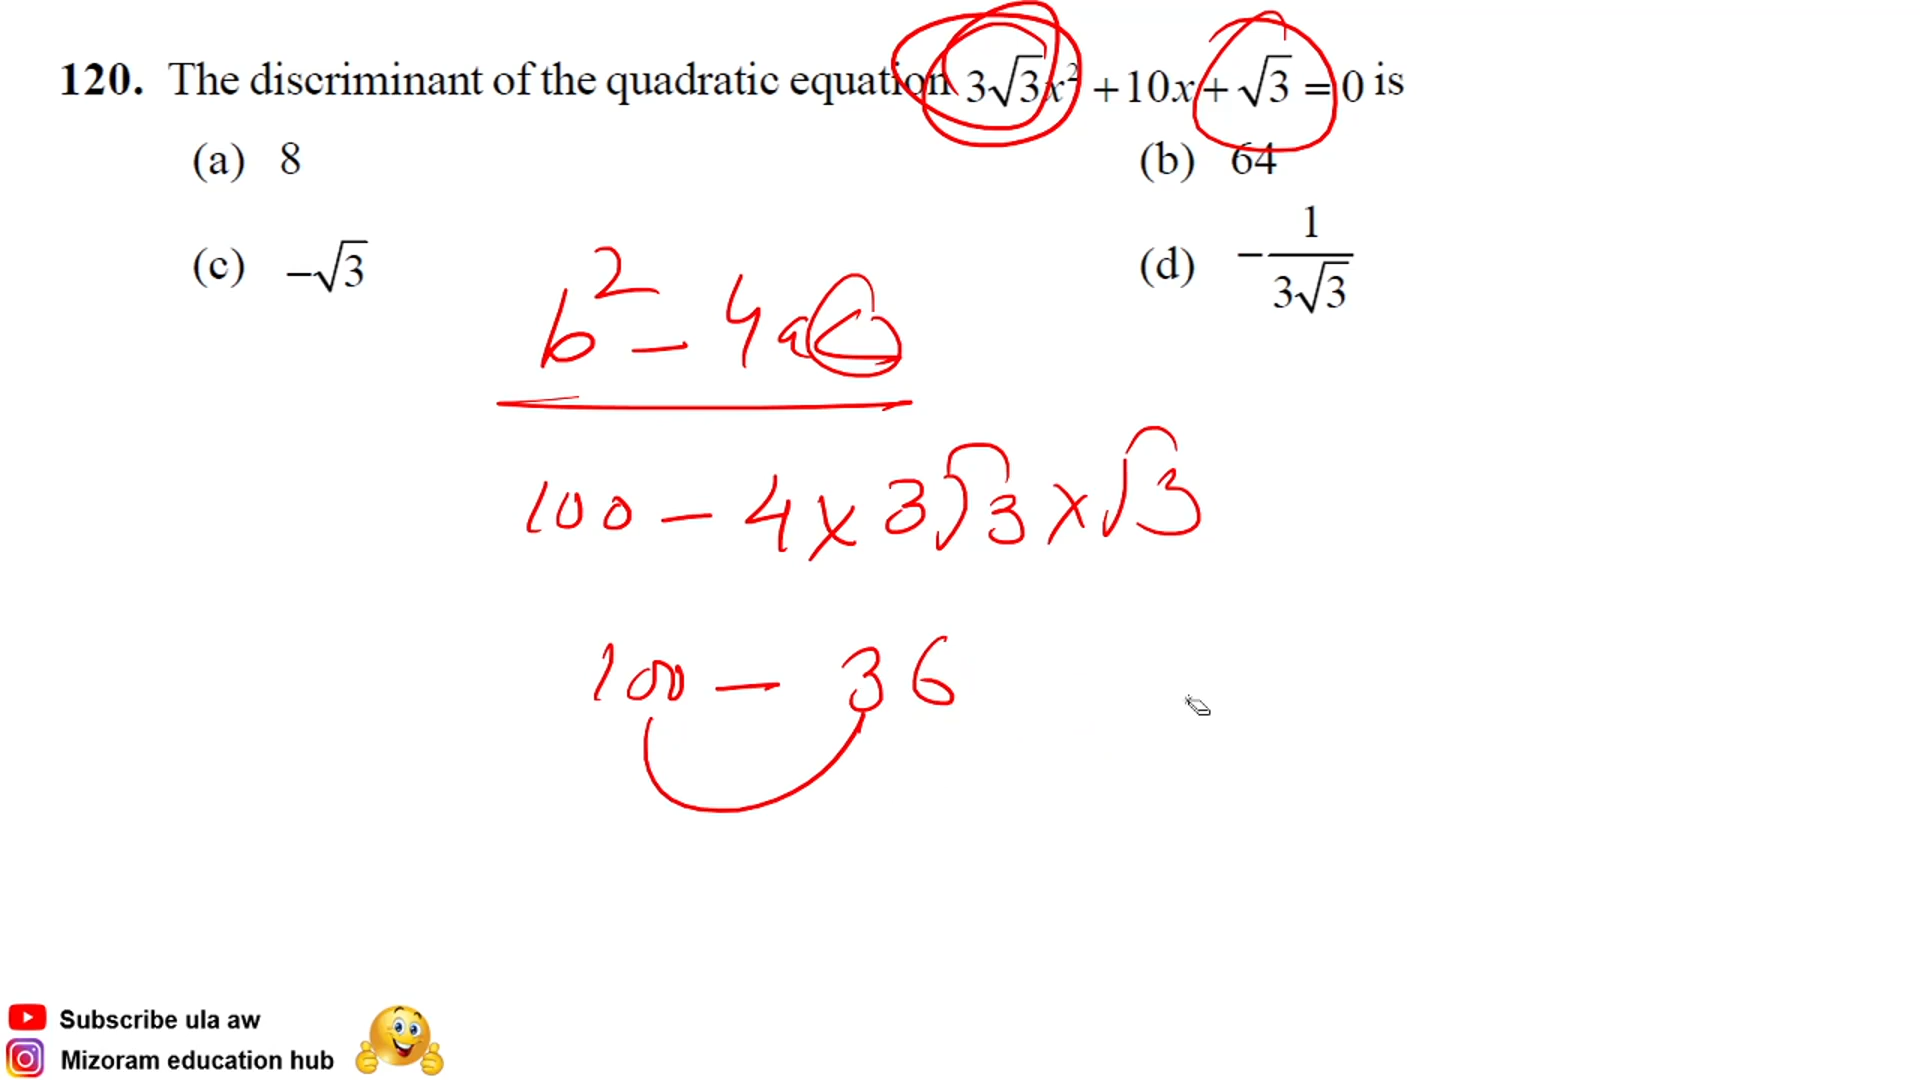 120. The discriminant of the quadratic equation 3√3x² + 10x + √3 = 0 is
(a) 8 (b) 64
(c) −√3 (d) −1/(3√3)
b² − 4ac
100 − 4 × 3√3 × √3
100 − 36
Subscribe ula aw
Mizoram education hub